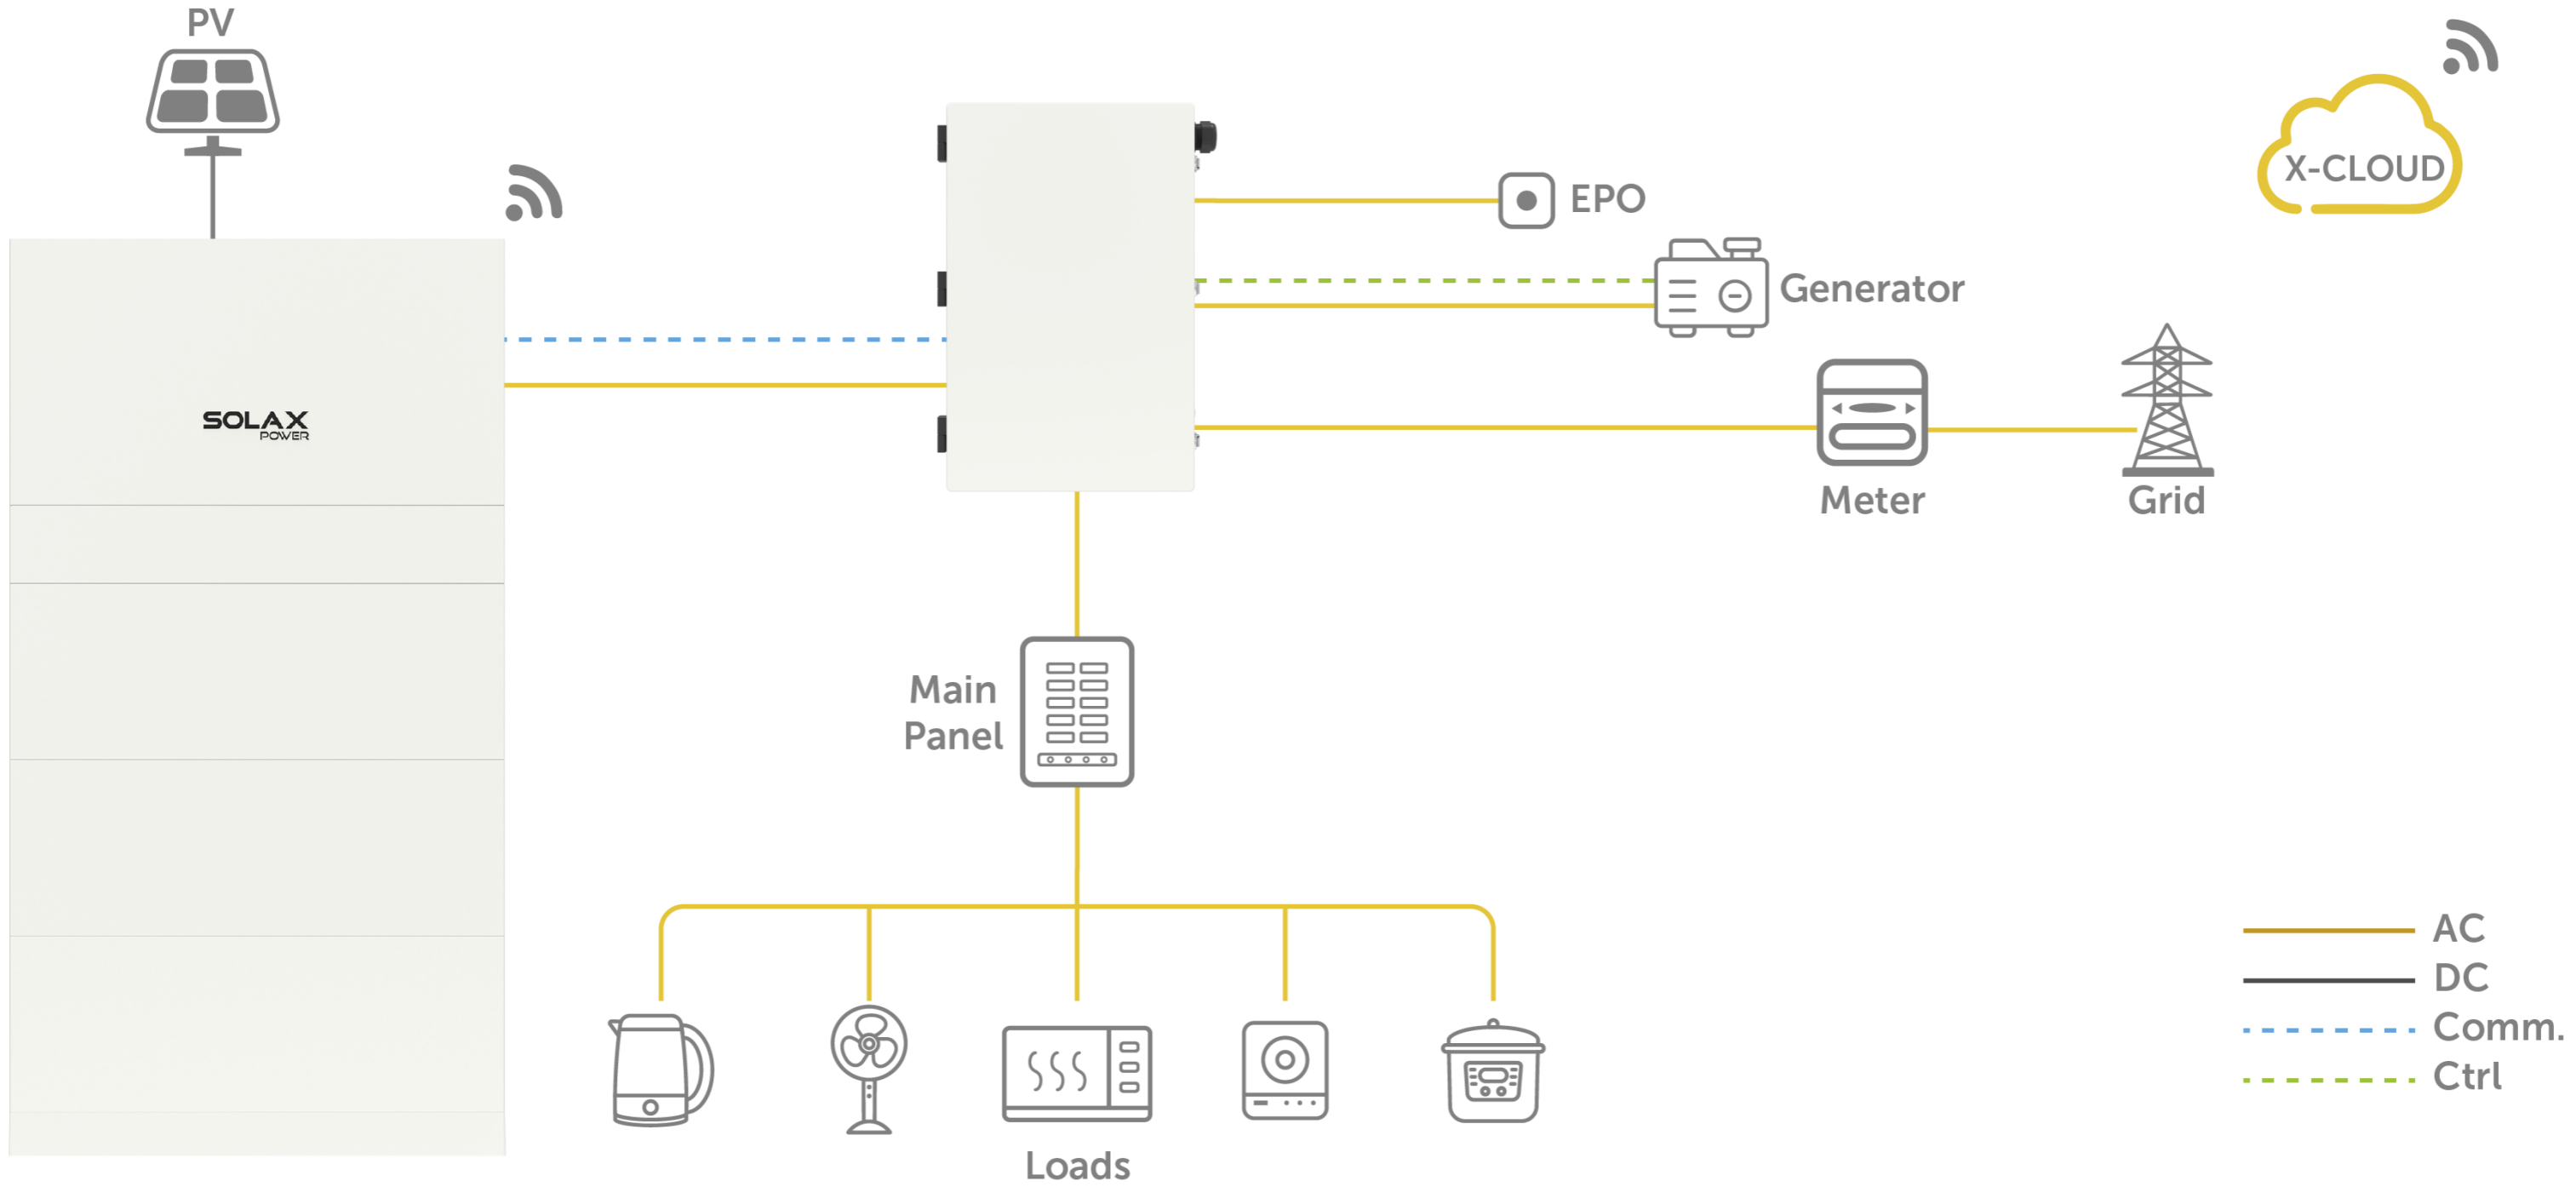 PV
X-CLOUD
EPO
Generator
SOLAX
POWER
Meter
Grid
Main
Panel
AC
DC
Comm.
Ctrl
Loads